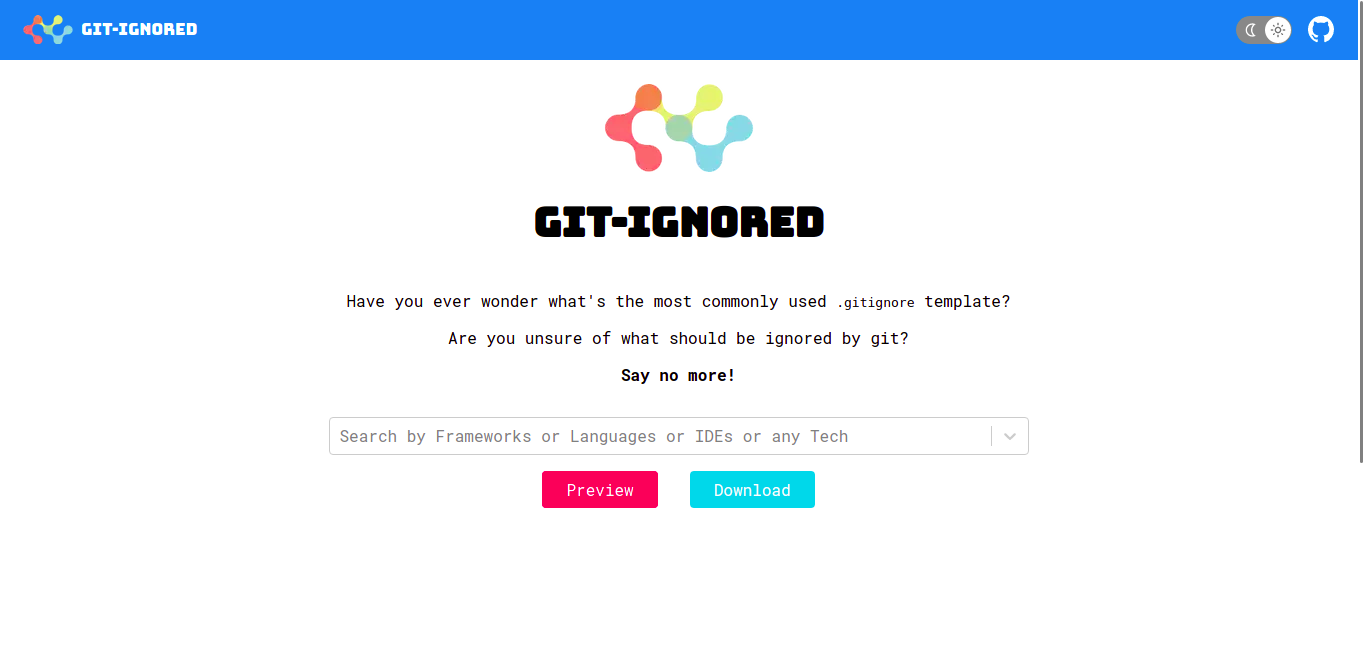 GIT-IGNORED
GIT-IGNORED
Have you ever wonder what's the most commonly used .gitignore template?
Are you unsure of what should be ignored by git?
Say no more!
Search by Frameworks or Languages or IDEs or any Tech
Preview Download